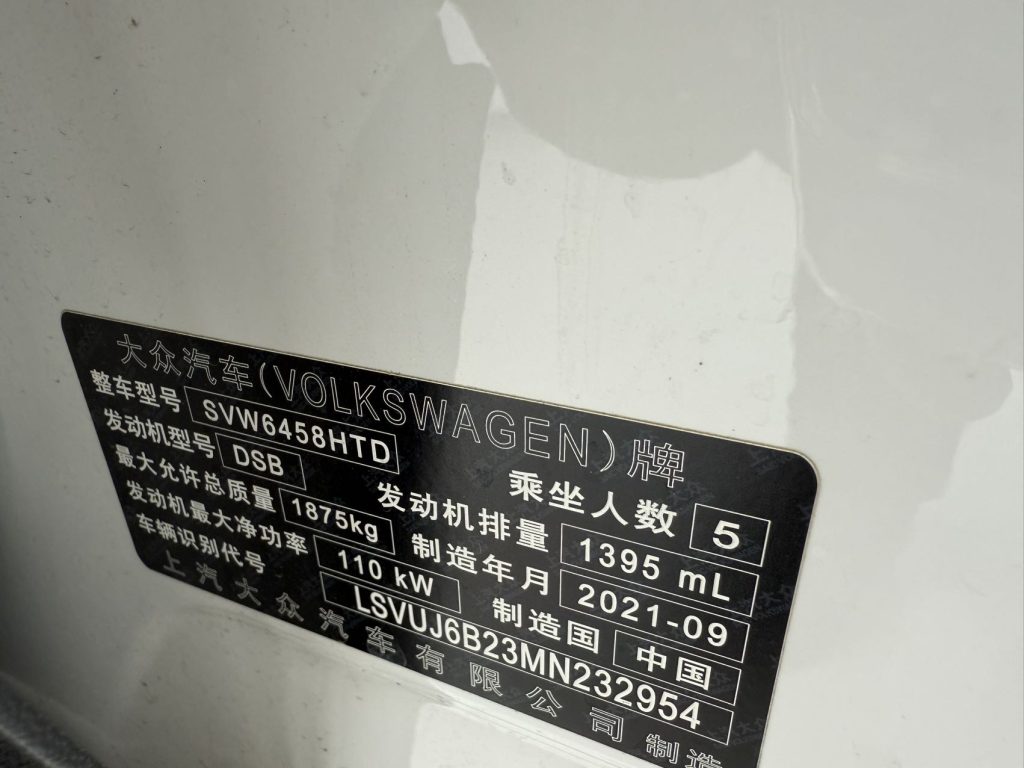 大众汽车(VOLKSWAGEN)牌
整车型号 SVW6458HTD
乘坐人数 5
发动机型号 DSB
发动机排量 1395 mL
最大允许总质量 1875kg
制造年月 2021-09
发动机最大净功率 110 kW
制造国 中国
车辆识别代号 LSVUJ6B23MN232954
上汽大众汽车有限公司制造